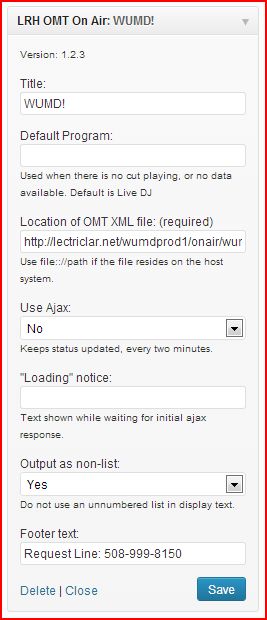 LRH OMT On Air: WUMD!
Version: 1.2.3
Title:
WUMD!
Default Program:
Used when there is no cut playing, or no data
available. Default is Live DJ
Location of OMT XML file: (required)
http://lectriclar.net/wumdprod1/onair/wur
Use file:://path if the file resides on the host
system.
Use Ajax:
No
Keeps status updated, every two minutes.
"Loading" notice:
Text shown while waiting for initial ajax
response.
Output as non-list:
Yes
Do not use an unnumbered list in display text.
Footer text:
Request Line: 508-999-8150
Delete | Close
Save